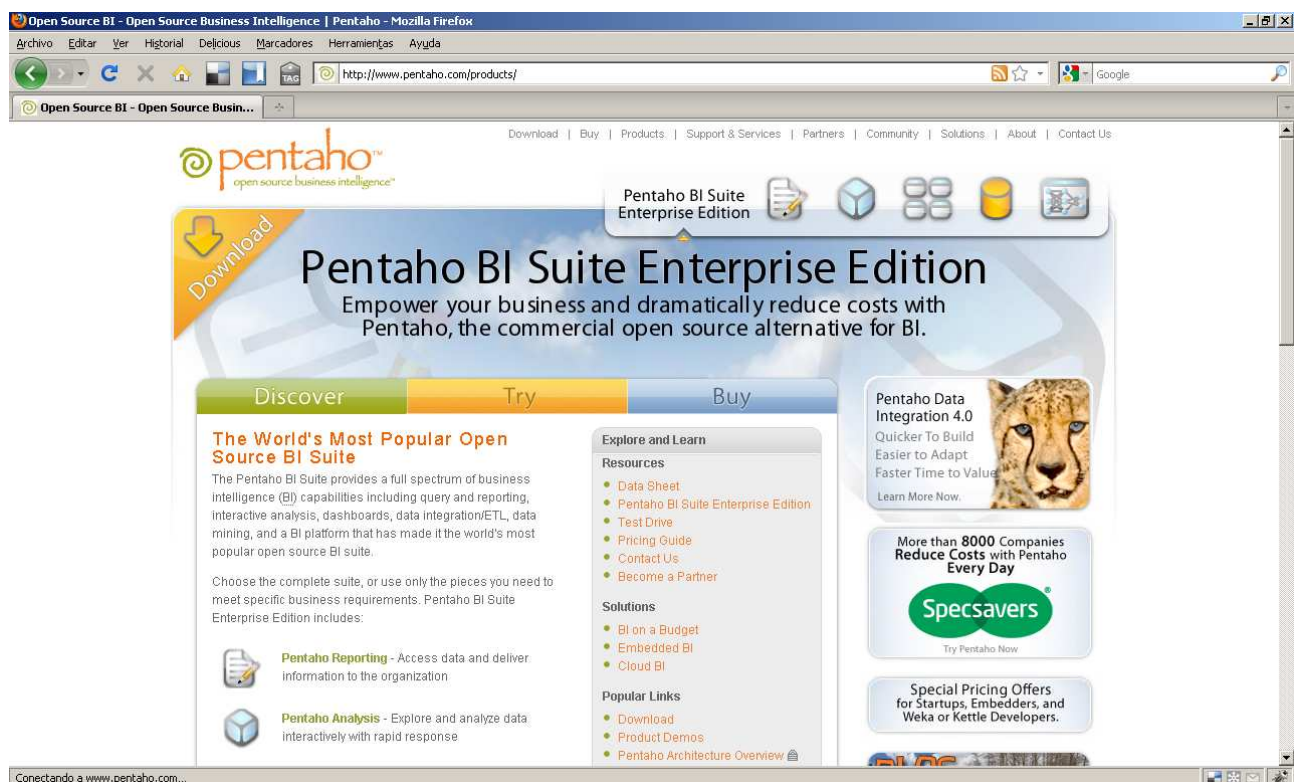 Open Source BI - Open Source Business Intelligence | Pentaho - Mozilla Firefox
Archivo Editar Ver Historial Delicious Marcadores Herramientas Ayuda
TAG
http://www.pentaho.com/products/
Google
Open Source BI - Open Source Busin...
Download | Buy | Products | Support & Services | Partners | Community | Solutions | About | Contact Us
pentaho™
open source business intelligence™
Pentaho BI Suite
Enterprise Edition
Download
Pentaho BI Suite Enterprise Edition
Empower your business and dramatically reduce costs with
Pentaho, the commercial open source alternative for BI.
Discover
Try
Buy
The World's Most Popular Open
Source BI Suite
The Pentaho BI Suite provides a full spectrum of business
intelligence (BI) capabilities including query and reporting,
interactive analysis, dashboards, data integration/ETL, data
mining, and a BI platform that has made it the world's most
popular open source BI suite.
Choose the complete suite, or use only the pieces you need to
meet specific business requirements. Pentaho BI Suite
Enterprise Edition includes:
Pentaho Reporting - Access data and deliver
information to the organization
Pentaho Analysis - Explore and analyze data
interactively with rapid response
Explore and Learn
Resources
Data Sheet
Pentaho BI Suite Enterprise Edition
Test Drive
Pricing Guide
Contact Us
Become a Partner
Solutions
BI on a Budget
Embedded BI
Cloud BI
Popular Links
Download
Product Demos
Pentaho Architecture Overview
Pentaho Data
Integration 4.0
Quicker To Build
Easier to Adapt
Faster Time to Value
Learn More Now.
More than 8000 Companies
Reduce Costs with Pentaho
Every Day
Specsavers®
Try Pentaho Now
Special Pricing Offers
for Startups, Embedders, and
Weka or Kettle Developers.
Conectando a www.pentaho.com...